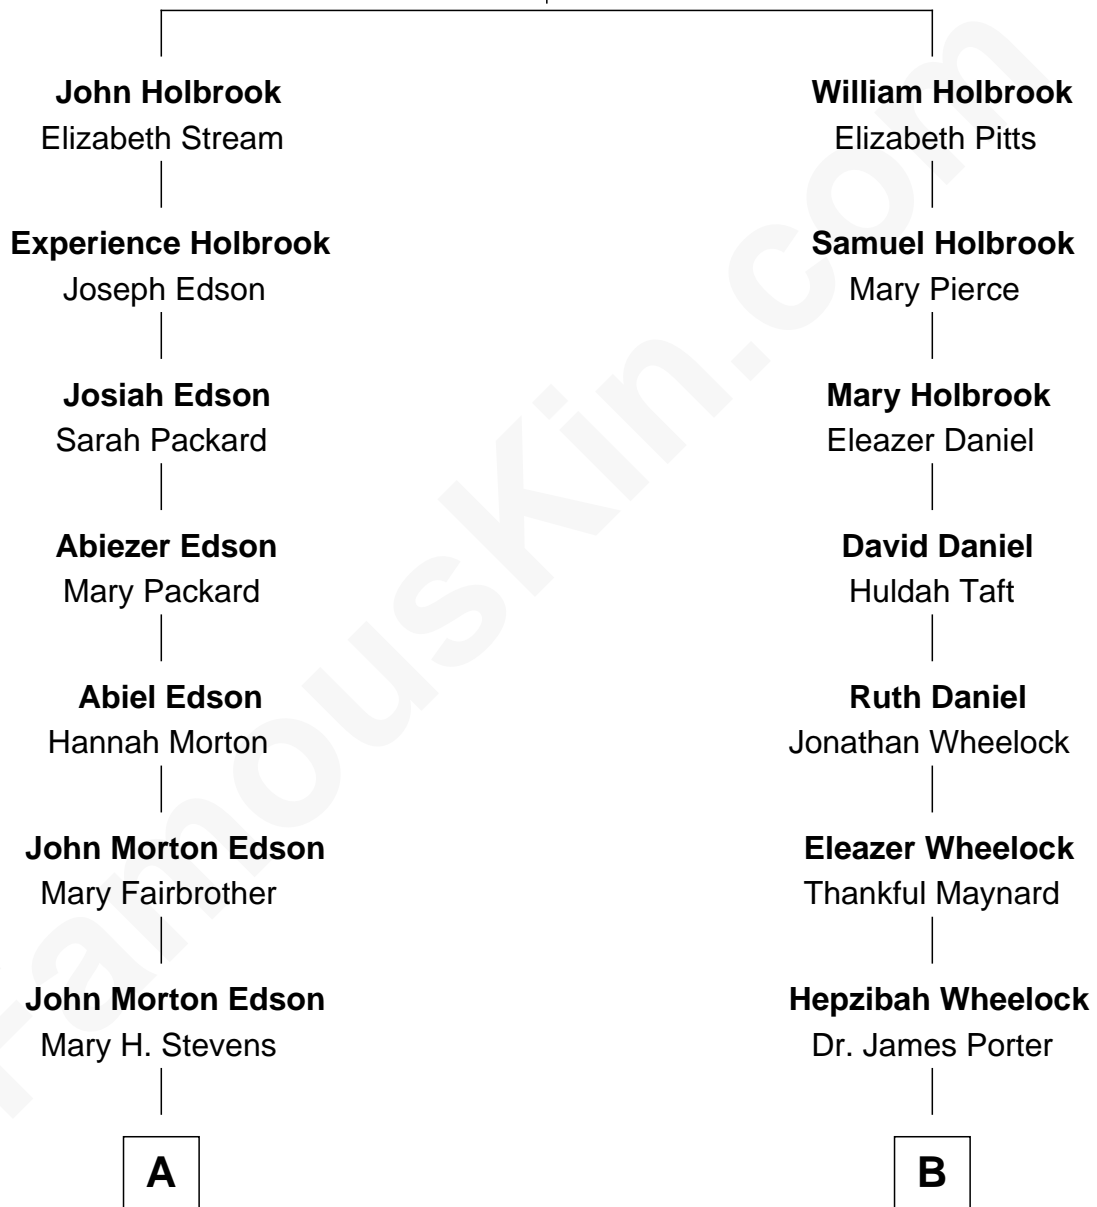 John Holbrook
Elizabeth Stream
Experience Holbrook
Joseph Edson
Josiah Edson
Sarah Packard
Abiezer Edson
Mary Packard
Abiel Edson
Hannah Morton
John Morton Edson
Mary Fairbrother
John Morton Edson
Mary H. Stevens
A
William Holbrook
Elizabeth Pitts
Samuel Holbrook
Mary Pierce
Mary Holbrook
Eleazer Daniel
David Daniel
Huldah Taft
Ruth Daniel
Jonathan Wheelock
Eleazer Wheelock
Thankful Maynard
Hepzibah Wheelock
Dr. James Porter
B
FamousKin.com